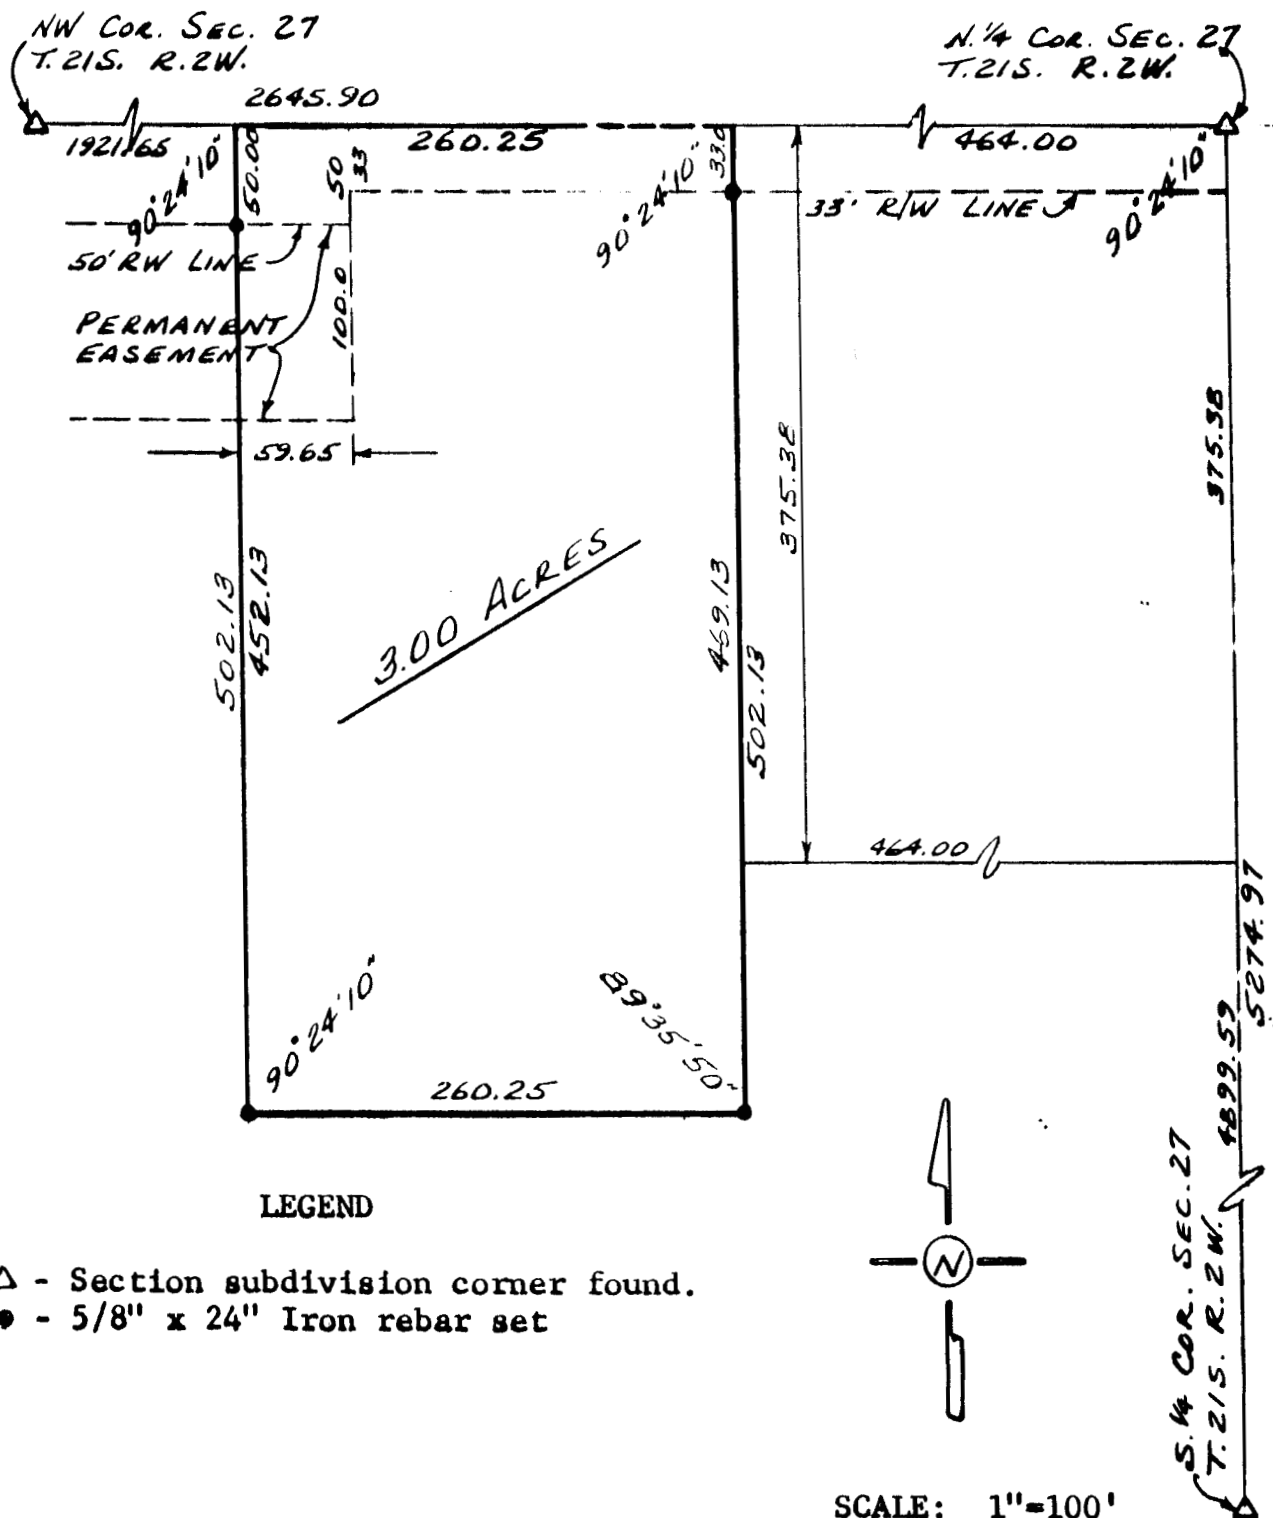 NW COR. SEC. 27
T.21S. R.2W.
N.¼ COR. SEC. 27
T.21S. R.2W.
2645.90
1921.65
260.25
464.00
90°24'10"
50.00
50
33
90°24'10"
33.0
33' R/W LINE
90°24'10"
50' RW LINE
100.0
PERMANENT
EASEMENT
59.65
375.38
375.38
3.00 ACRES
502.13
452.13
469.13
502.13
464.00
5274.97
4899.59
90°24'10"
89°35'50"
260.25
LEGEND
N
△ - Section subdivision corner found.
● - 5/8" x 24" Iron rebar set
S.¼ COR. SEC. 27
T.21S. R.2W.
SCALE: 1"=100'